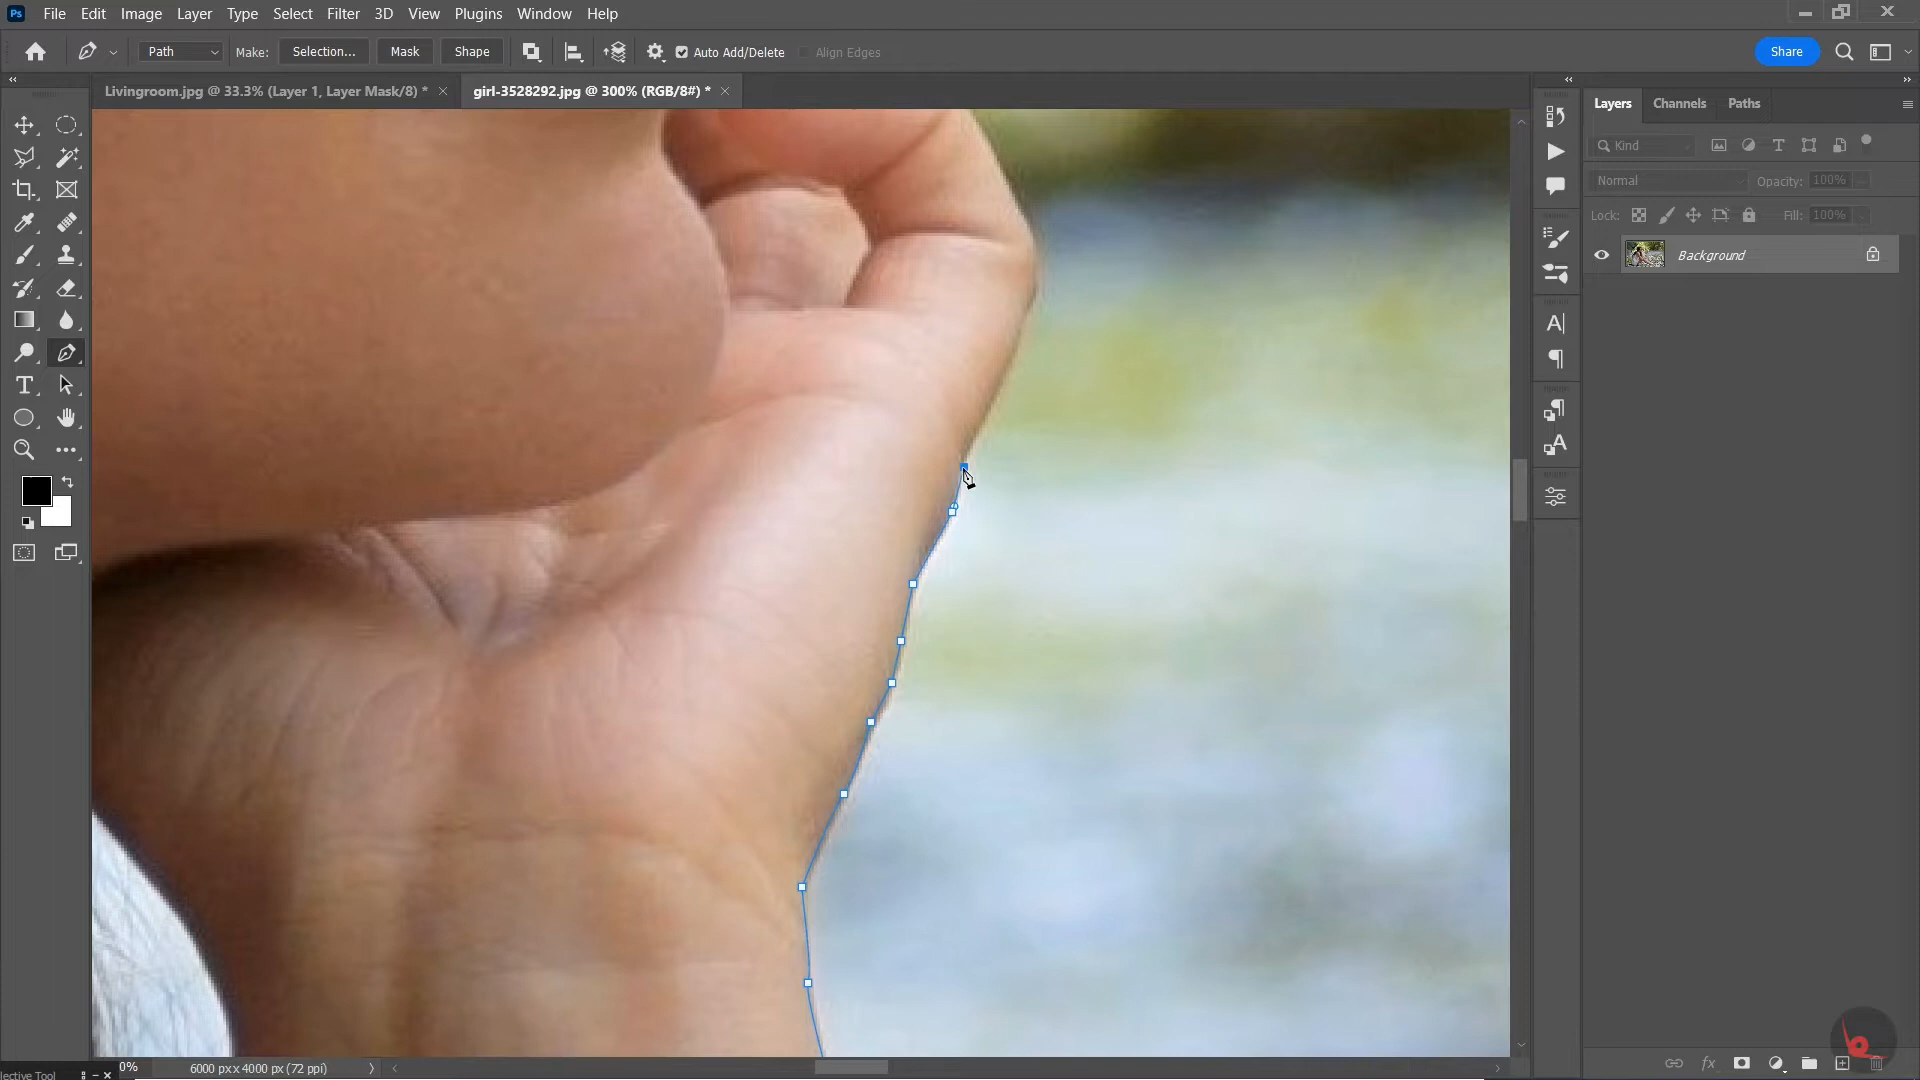 Ps File Edit Image Layer Type Select Filter 3D View Plugins Window Help
Path Make: Selection... Mask Shape Auto Add/Delete Align Edges Share
Livingroom.jpg @ 33.3% (Layer 1, Layer Mask/8) * girl-3528292.jpg @ 300% (RGB/8#) *
Layers Channels Paths
Kind
Normal Opacity: 100%
Lock: Fill: 100%
Background
0% 6000 px x 4000 px (72 ppi)
lective Tool